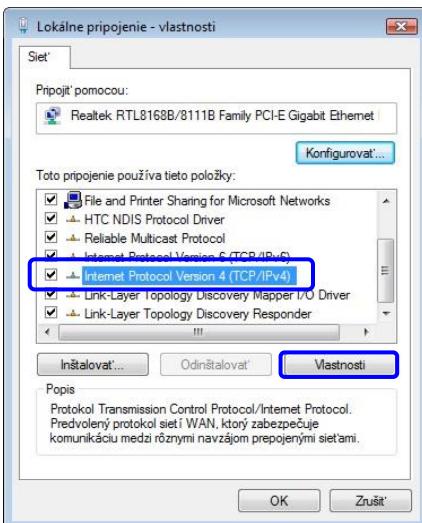 Lokálne pripojenie - vlastnosti
Sieť
Pripojiť pomocou:
Realtek RTL8168B/8111B Family PCI-E Gigabit Ethernet
Konfigurovať...
Toto pripojenie používa tieto položky:
File and Printer Sharing for Microsoft Networks
HTC NDIS Protocol Driver
Reliable Multicast Protocol
Internet Protocol Version 6 (TCP/IPv6)
Internet Protocol Version 4 (TCP/IPv4)
Link-Layer Topology Discovery Mapper I/O Driver
Link-Layer Topology Discovery Responder
Inštalovať... Odinštalovať Vlastnosti
Popis
Protokol Transmission Control Protocol/Internet Protocol.
Predvolený protokol sietí WAN, ktorý zabezpečuje
komunikáciu medzi rôznymi navzájom prepojenými sieťami.
OK Zrušiť